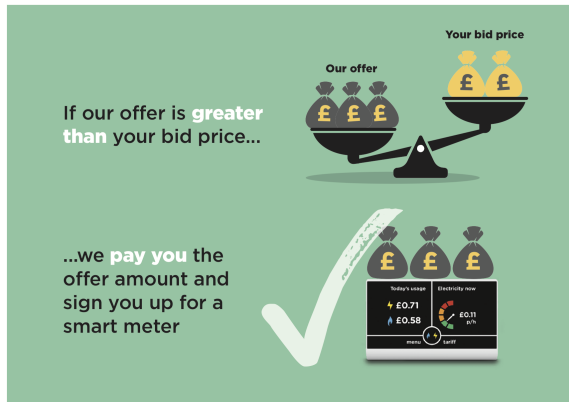 Your bid price
Our offer
£ £
£ £ £
If our offer is greater
than your bid price...
...we pay you the
offer amount and
sign you up for a
smart meter
£ £ £
Today's usage
Electricity now
£0.71
£0.58
£0.11
p/h
menu
tariff